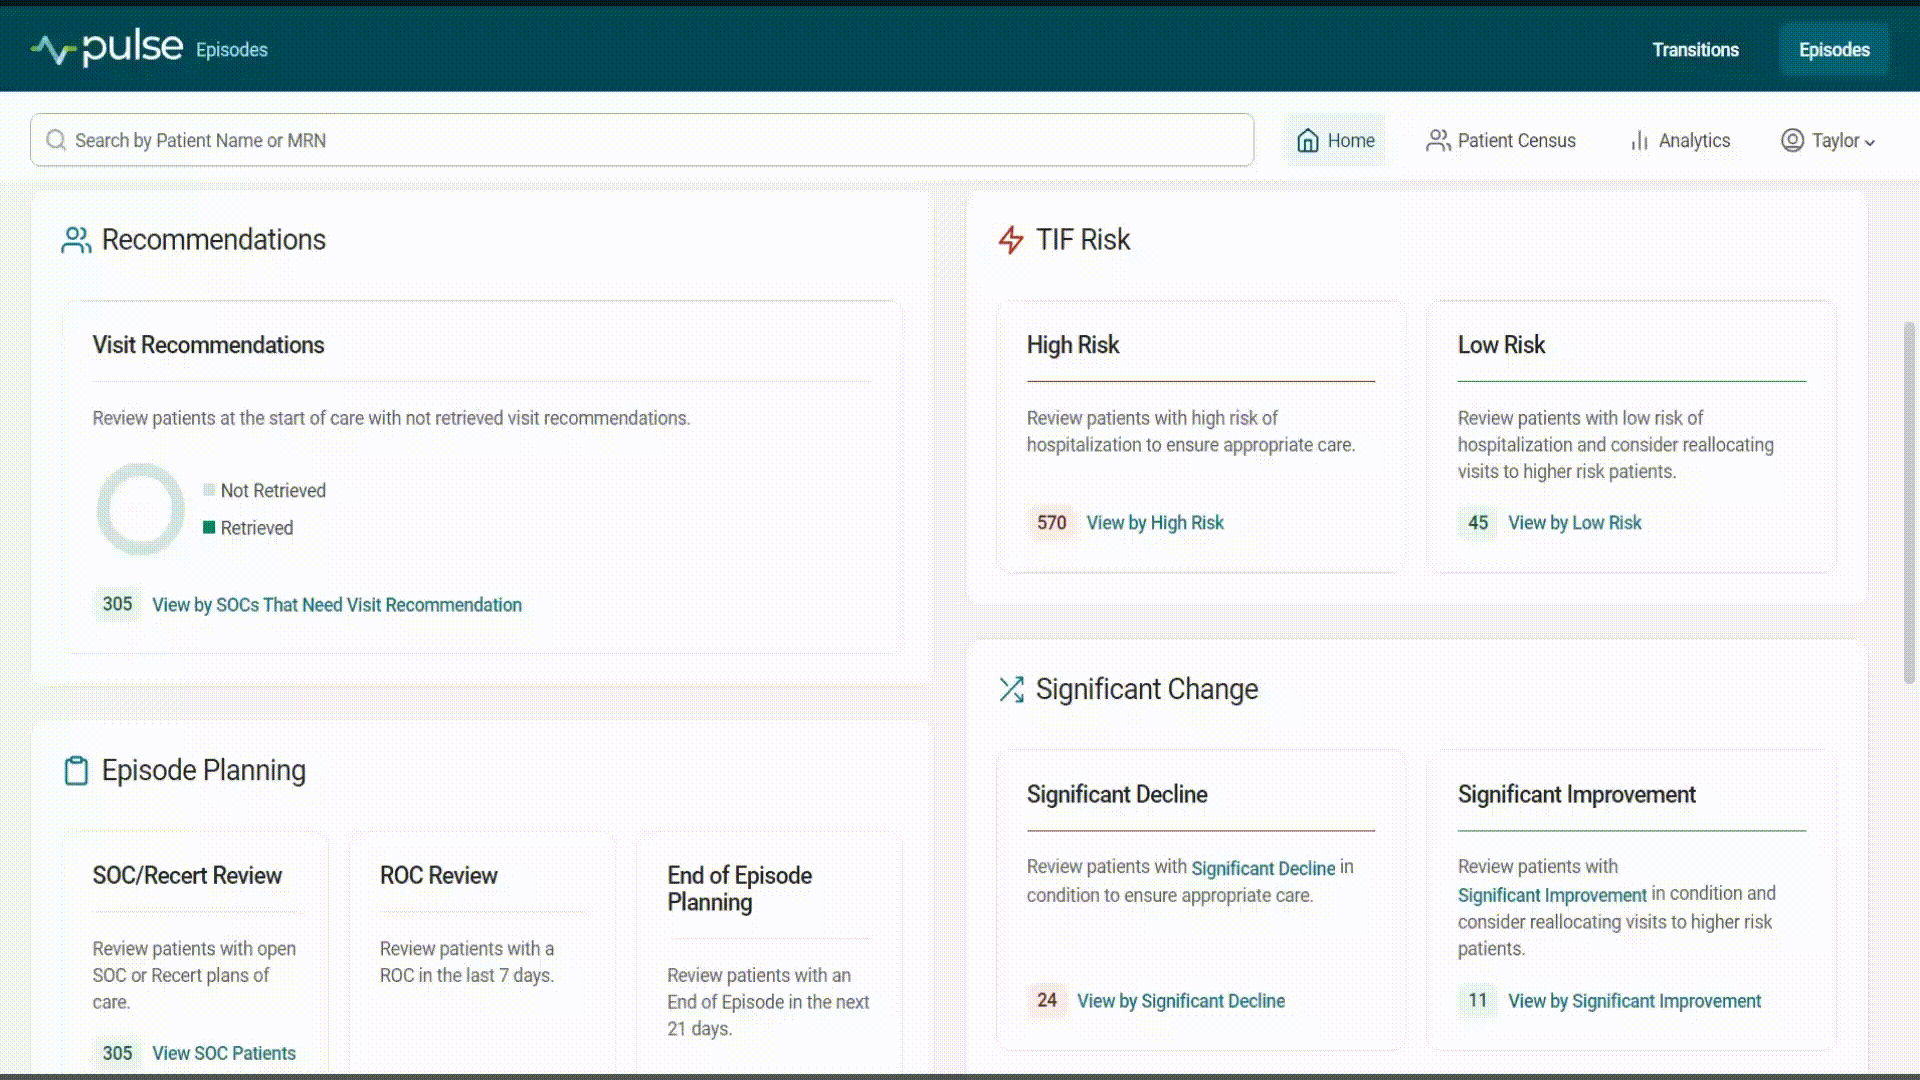 pulse Episodes
Transitions
Episodes
Search by Patient Name or MRN
Home
Patient Census
Analytics
Taylor
Recommendations
Visit Recommendations
Review patients at the start of care with not retrieved visit recommendations.
Not Retrieved
Retrieved
305 View by SOCs That Need Visit Recommendation
Episode Planning
SOC/Recert Review
Review patients with open
SOC or Recert plans of
care.
305 View SOC Patients
ROC Review
Review patients with a
ROC in the last 7 days.
End of Episode
Planning
Review patients with an
End of Episode in the next
21 days.
TIF Risk
High Risk
Review patients with high risk of
hospitalization to ensure appropriate care.
570 View by High Risk
Low Risk
Review patients with low risk of
hospitalization and consider reallocating
visits to higher risk patients.
45 View by Low Risk
Significant Change
Significant Decline
Review patients with Significant Decline in
condition to ensure appropriate care.
24 View by Significant Decline
Significant Improvement
Review patients with
Significant Improvement in condition and
consider reallocating visits to higher risk
patients.
11 View by Significant Improvement